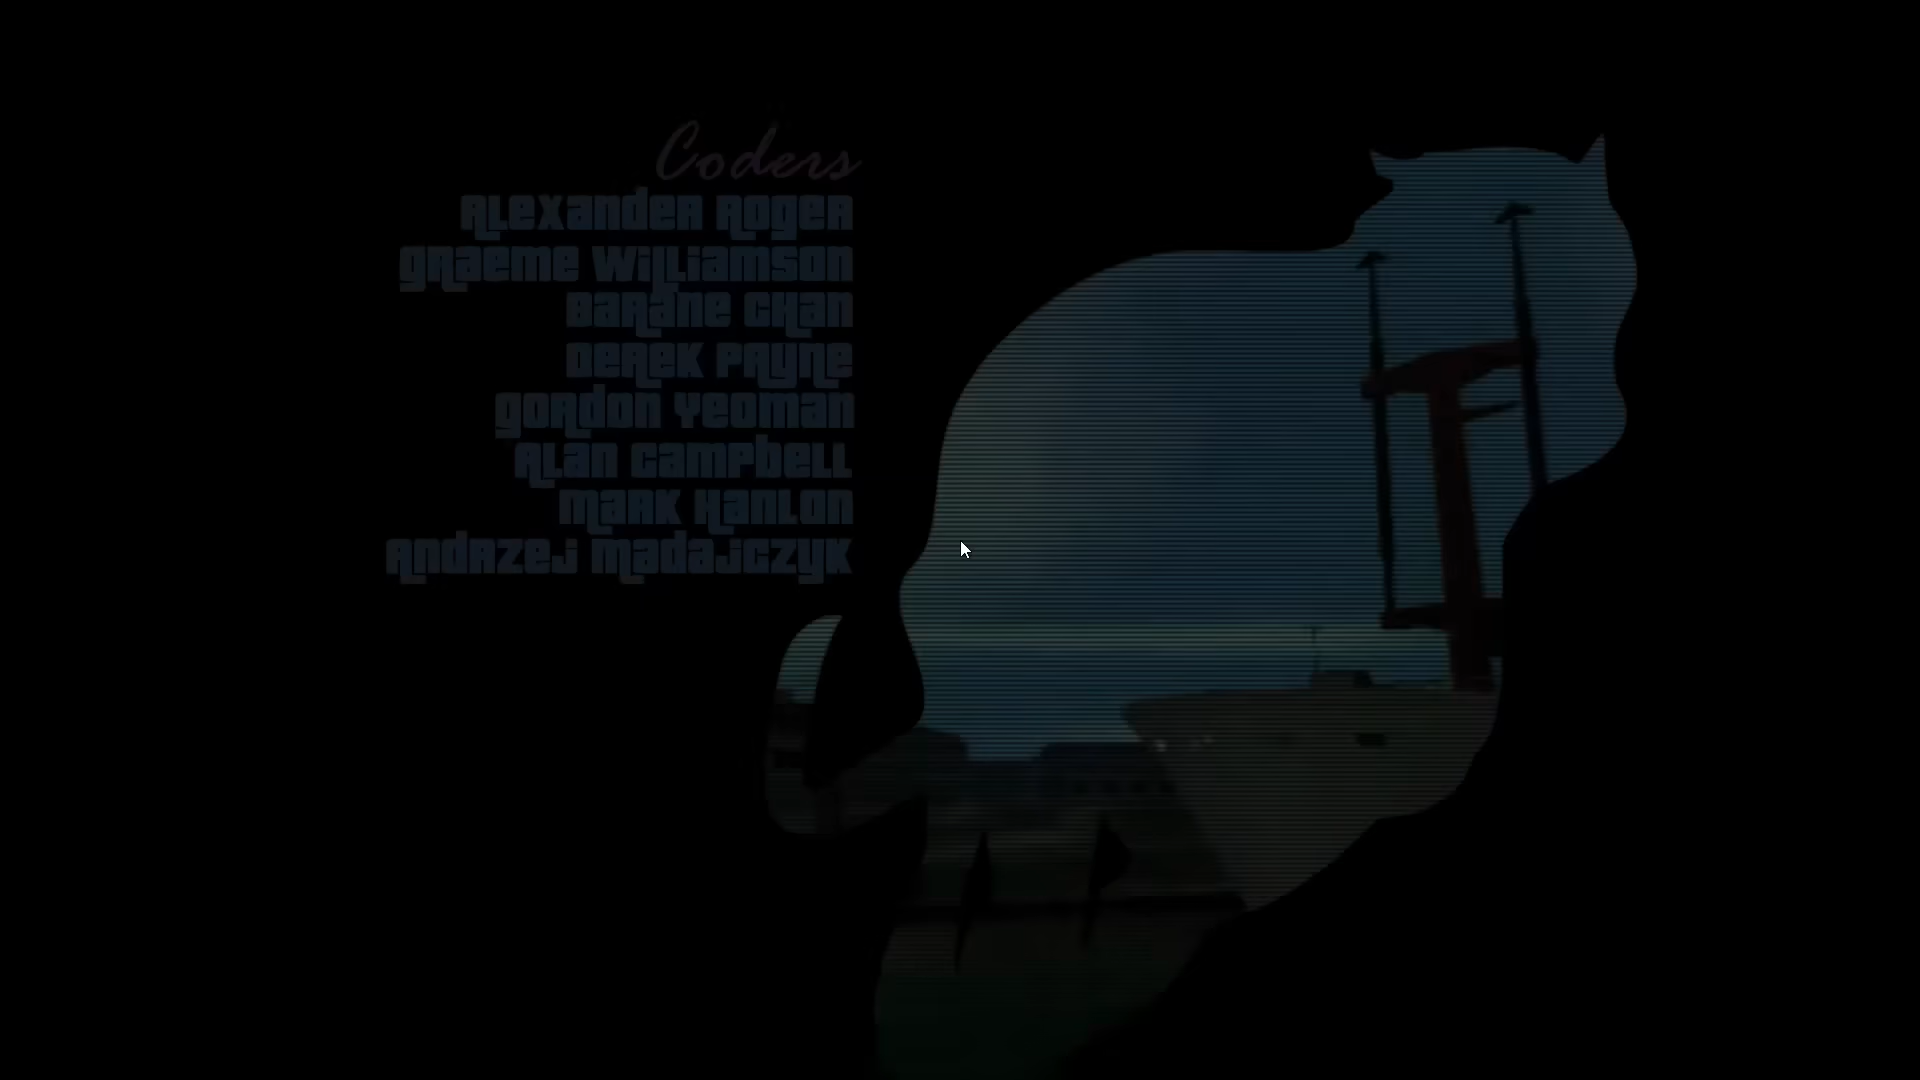 Coders
Alexander Roger
Graeme Williamson
Barane Chan
Derek Payne
Gordon Yeoman
Alan Campbell
Mark Hanlon
Andrzej Madajczyk